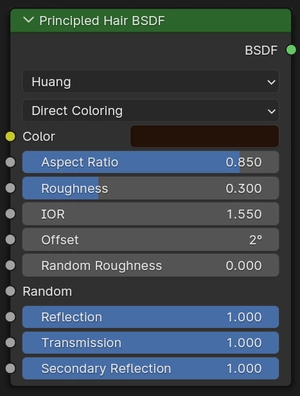 Principled Hair BSDF
BSDF
Huang
Direct Coloring
Color
Aspect Ratio 0.850
Roughness 0.300
IOR 1.550
Offset 2°
Random Roughness 0.000
Random
Reflection 1.000
Transmission 1.000
Secondary Reflection 1.000